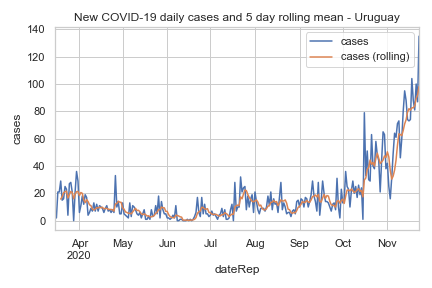 New COVID-19 daily cases and 5 day rolling mean - Uruguay
cases
cases (rolling)
140
120
100
80
60
40
20
0
cases
Apr May Jun Jul Aug Sep Oct Nov
2020
dateRep